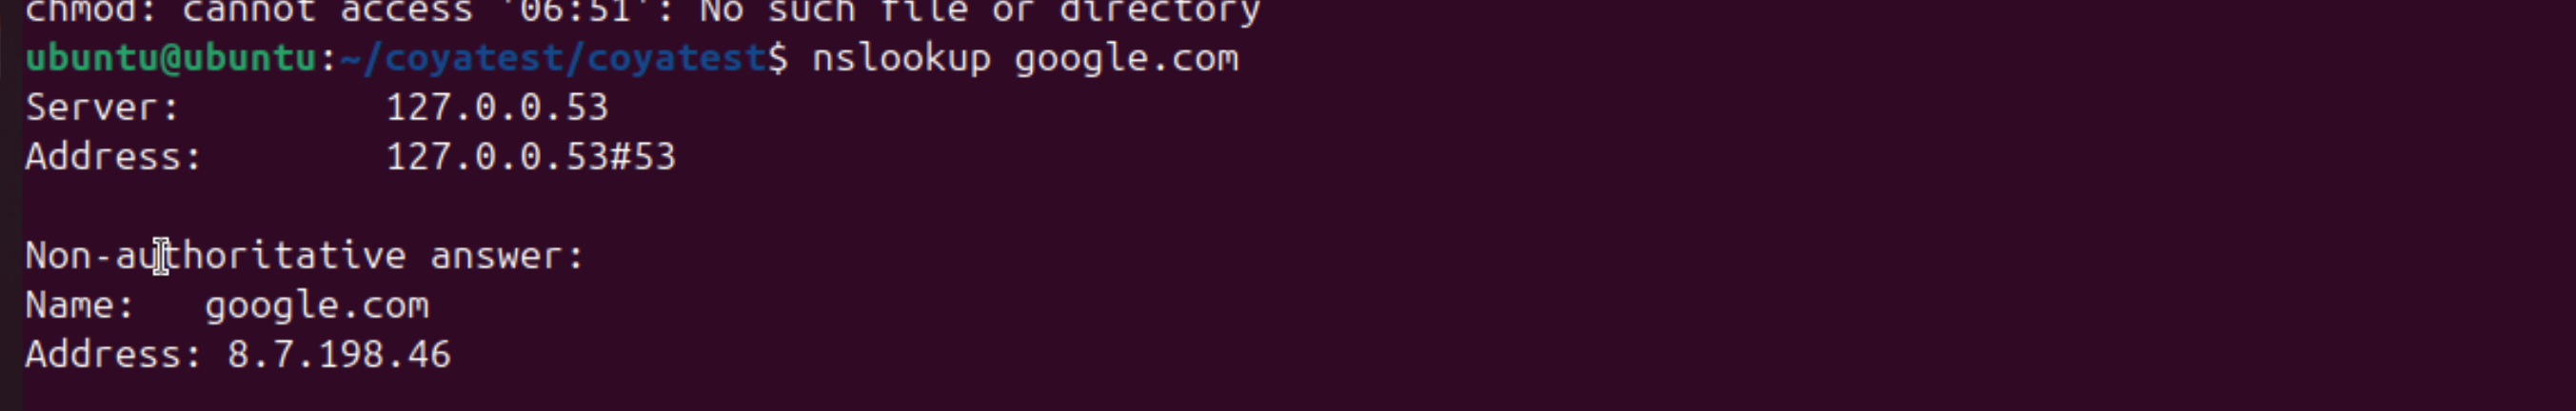 chmod: cannot access '06:51': No such file or directory
ubuntu@ubuntu:~/coyatest/coyatest$ nslookup google.com
Server:		127.0.0.53
Address:	127.0.0.53#53
Non-authoritative answer:
Name:	google.com
Address: 8.7.198.46